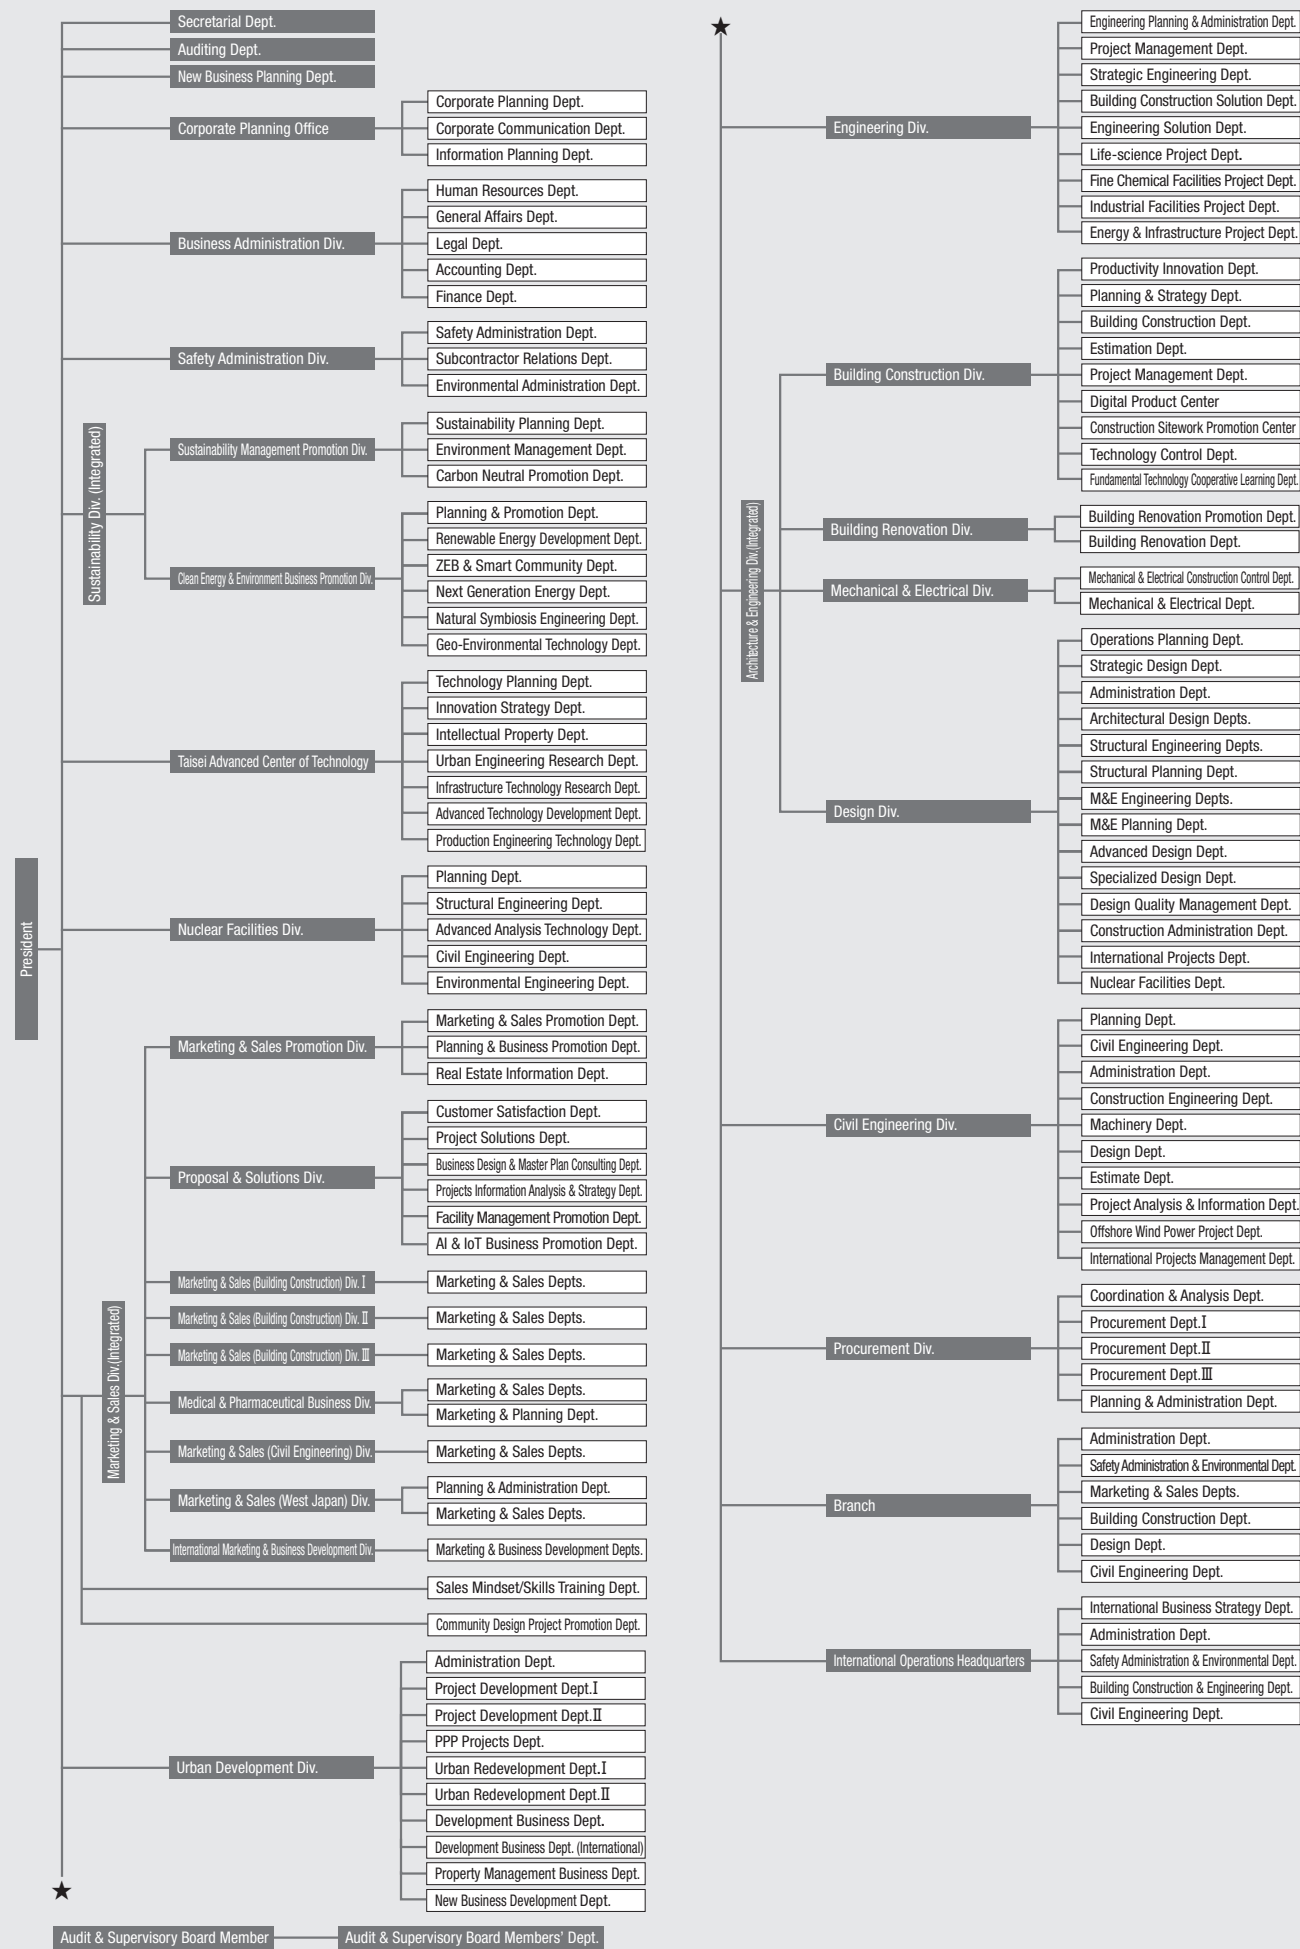 President
Secretarial Dept.
Auditing Dept.
New Business Planning Dept.
Corporate Planning Office
Corporate Planning Dept.
Corporate Communication Dept.
Information Planning Dept.
Business Administration Div.
Human Resources Dept.
General Affairs Dept.
Legal Dept.
Accounting Dept.
Finance Dept.
Safety Administration Div.
Safety Administration Dept.
Subcontractor Relations Dept.
Environmental Administration Dept.
Sustainability Div. (Integrated)
Sustainability Management Promotion Div.
Sustainability Planning Dept.
Environment Management Dept.
Carbon Neutral Promotion Dept.
Clean Energy & Environment Business Promotion Div.
Planning & Promotion Dept.
Renewable Energy Development Dept.
ZEB & Smart Community Dept.
Next Generation Energy Dept.
Natural Symbiosis Engineering Dept.
Geo-Environmental Technology Dept.
Taisei Advanced Center of Technology
Technology Planning Dept.
Innovation Strategy Dept.
Intellectual Property Dept.
Urban Engineering Research Dept.
Infrastructure Technology Research Dept.
Advanced Technology Development Dept.
Production Engineering Technology Dept.
Nuclear Facilities Div.
Planning Dept.
Structural Engineering Dept.
Advanced Analysis Technology Dept.
Civil Engineering Dept.
Environmental Engineering Dept.
Marketing & Sales Div.(Integrated)
Marketing & Sales Promotion Div.
Marketing & Sales Promotion Dept.
Planning & Business Promotion Dept.
Real Estate Information Dept.
Proposal & Solutions Div.
Customer Satisfaction Dept.
Project Solutions Dept.
Business Design & Master Plan Consulting Dept.
Projects Information Analysis & Strategy Dept.
Facility Management Promotion Dept.
AI & IoT Business Promotion Dept.
Marketing & Sales (Building Construction) Div. Ⅰ
Marketing & Sales Depts.
Marketing & Sales (Building Construction) Div. Ⅱ
Marketing & Sales Depts.
Marketing & Sales (Building Construction) Div. Ⅲ
Marketing & Sales Depts.
Medical & Pharmaceutical Business Div.
Marketing & Sales Depts.
Marketing & Planning Dept.
Marketing & Sales (Civil Engineering) Div.
Marketing & Sales Depts.
Marketing & Sales (West Japan) Div.
Planning & Administration Dept.
Marketing & Sales Depts.
International Marketing & Business Development Div.
Marketing & Business Development Depts.
Sales Mindset/Skills Training Dept.
Community Design Project Promotion Dept.
Urban Development Div.
Administration Dept.
Project Development Dept.Ⅰ
Project Development Dept.Ⅱ
PPP Projects Dept.
Urban Redevelopment Dept.Ⅰ
Urban Redevelopment Dept.Ⅱ
Development Business Dept.
Development Business Dept. (International)
Property Management Business Dept.
New Business Development Dept.
★
Audit & Supervisory Board Member
Audit & Supervisory Board Members' Dept.
★
Engineering Div.
Engineering Planning & Administration Dept.
Project Management Dept.
Strategic Engineering Dept.
Building Construction Solution Dept.
Engineering Solution Dept.
Life-science Project Dept.
Fine Chemical Facilities Project Dept.
Industrial Facilities Project Dept.
Energy & Infrastructure Project Dept.
Architecture & Engineering Div.(Integrated)
Building Construction Div.
Productivity Innovation Dept.
Planning & Strategy Dept.
Building Construction Dept.
Estimation Dept.
Project Management Dept.
Digital Product Center
Construction Sitework Promotion Center
Technology Control Dept.
Fundamental Technology Cooperative Learning Dept.
Building Renovation Div.
Building Renovation Promotion Dept.
Building Renovation Dept.
Mechanical & Electrical Div.
Mechanical & Electrical Construction Control Dept.
Mechanical & Electrical Dept.
Design Div.
Operations Planning Dept.
Strategic Design Dept.
Administration Dept.
Architectural Design Depts.
Structural Engineering Depts.
Structural Planning Dept.
M&E Engineering Depts.
M&E Planning Dept.
Advanced Design Dept.
Specialized Design Dept.
Design Quality Management Dept.
Construction Administration Dept.
International Projects Dept.
Nuclear Facilities Dept.
Civil Engineering Div.
Planning Dept.
Civil Engineering Dept.
Administration Dept.
Construction Engineering Dept.
Machinery Dept.
Design Dept.
Estimate Dept.
Project Analysis & Information Dept.
Offshore Wind Power Project Dept.
International Projects Management Dept.
Procurement Div.
Coordination & Analysis Dept.
Procurement Dept.Ⅰ
Procurement Dept.Ⅱ
Procurement Dept.Ⅲ
Planning & Administration Dept.
Branch
Administration Dept.
Safety Administration & Environmental Dept.
Marketing & Sales Depts.
Building Construction Dept.
Design Dept.
Civil Engineering Dept.
International Operations Headquarters
International Business Strategy Dept.
Administration Dept.
Safety Administration & Environmental Dept.
Building Construction & Engineering Dept.
Civil Engineering Dept.